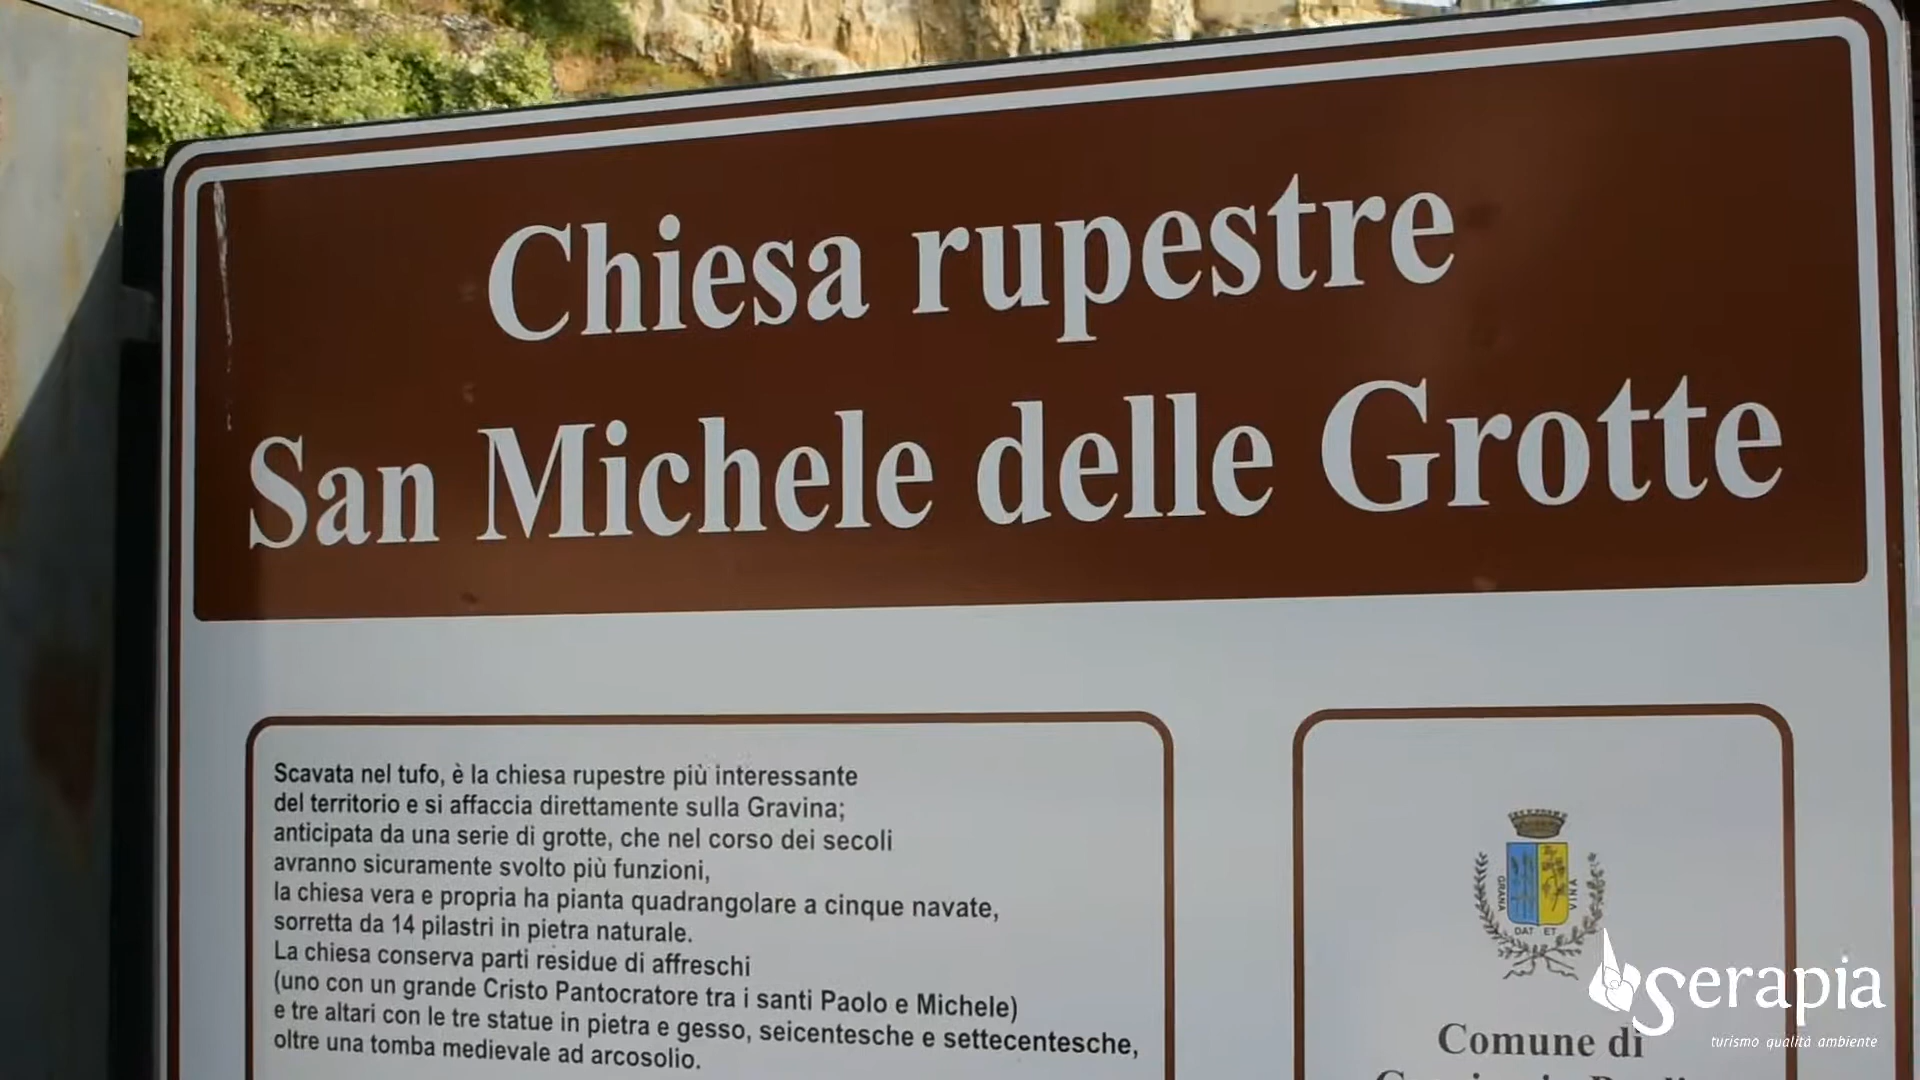 Chiesa rupestre
San Michele delle Grotte
Scavata nel tufo, è la chiesa rupestre più interessante
del territorio e si affaccia direttamente sulla Gravina;
anticipata da una serie di grotte, che nel corso dei secoli
avranno sicuramente svolto più funzioni,
la chiesa vera e propria ha pianta quadrangolare a cinque navate,
sorretta da 14 pilastri in pietra naturale.
La chiesa conserva parti residue di affreschi
(uno con un grande Cristo Pantocratore tra i santi Paolo e Michele)
e tre altari con le tre statue in pietra e gesso, seicentesche e settecentesche,
oltre una tomba medievale ad arcosolio.
GRANA
VINA
DAT ET
Comune di
serapia
turismo qualità ambiente